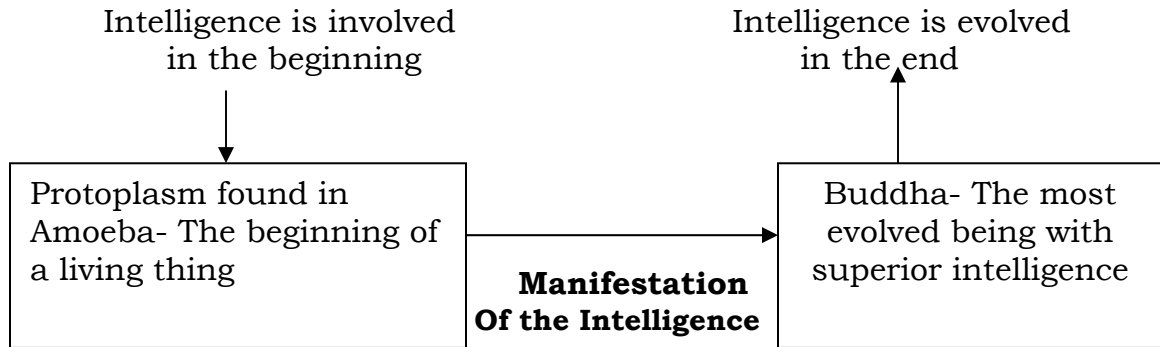 Intelligence is involved
in the beginning
Intelligence is evolved
in the end
Protoplasm found in
Amoeba- The beginning of
a living thing
Manifestation
Of the Intelligence
Buddha- The most
evolved being with
superior intelligence